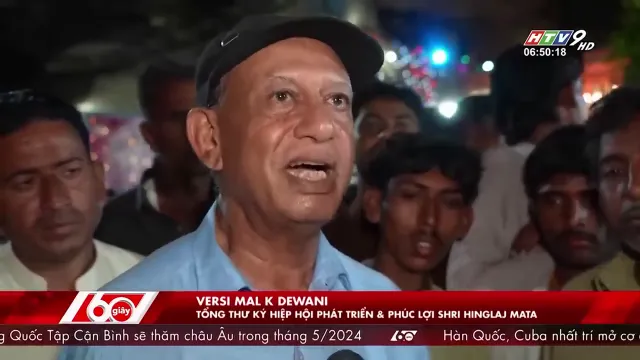 HTV9 HD
06:50:18
60 giây
VERSI MAL K DEWANI
TỔNG THƯ KÝ HIỆP HỘI PHÁT TRIỂN & PHÚC LỢI SHRI HINGLAJ MATA
g Quốc Tập Cận Bình sẽ thăm châu Âu trong tháng 5/2024 60 Hàn Quốc, Cuba nhất trí mở cơ